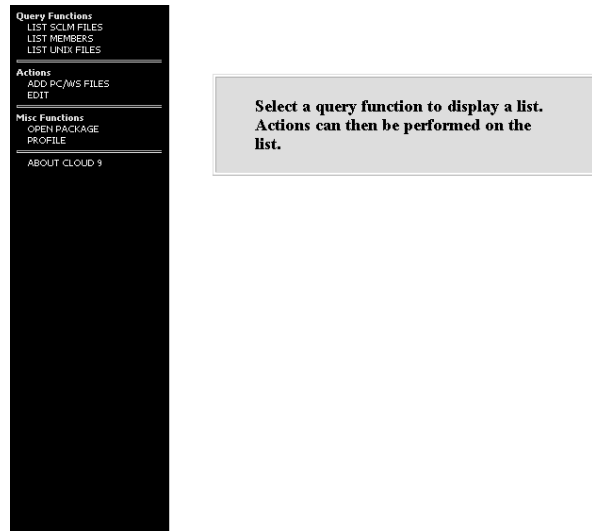 Query Functions
LIST SCLM FILES
LIST MEMBERS
LIST UNIX FILES
Actions
ADD PC/WS FILES
EDIT
Misc Functions
OPEN PACKAGE
PROFILE
ABOUT CLOUD 9
Select a query function to display a list.
Actions can then be performed on the
list.